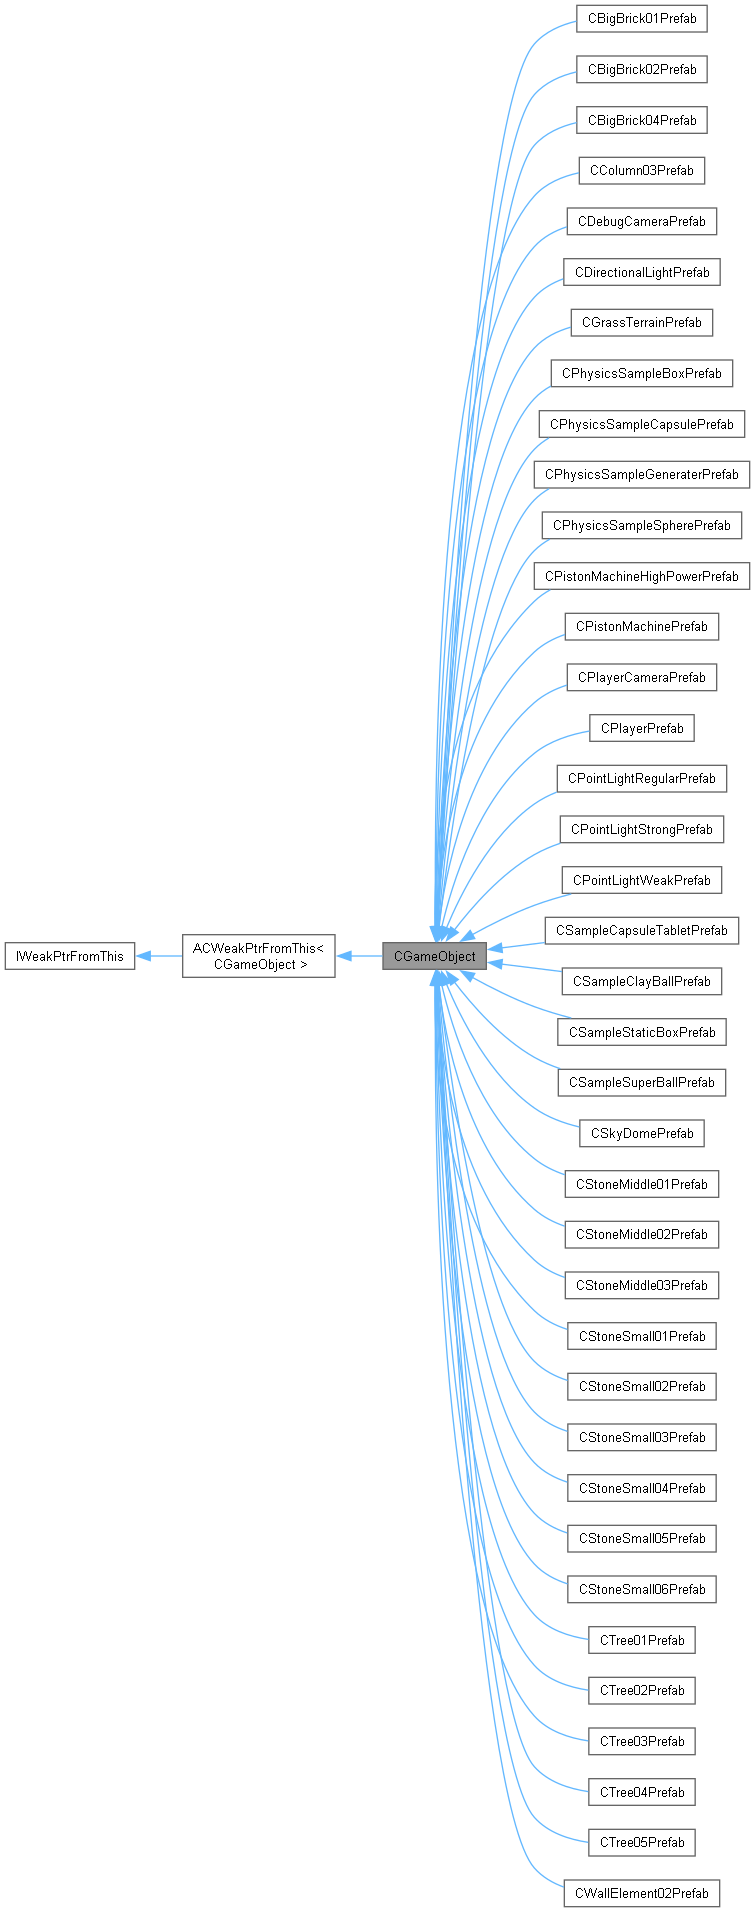 CBigBrick01Prefab
CBigBrick02Prefab
CBigBrick04Prefab
CColumn03Prefab
CDebugCameraPrefab
CDirectionalLightPrefab
CGrassTerrainPrefab
CPhysicsSampleBoxPrefab
CPhysicsSampleCapsulePrefab
CPhysicsSampleGeneraterPrefab
CPhysicsSampleSpherePrefab
CPistonMachineHighPowerPrefab
CPistonMachinePrefab
CPlayerCameraPrefab
CPlayerPrefab
CPointLightRegularPrefab
CPointLightStrongPrefab
CPointLightWeakPrefab
CSampleCapsuleTabletPrefab
IWeakPtrFromThis
ACWeakPtrFromThis<
CGameObject >
CGameObject
CSampleClayBallPrefab
CSampleStaticBoxPrefab
CSampleSuperBallPrefab
CSkyDomePrefab
CStoneMiddle01Prefab
CStoneMiddle02Prefab
CStoneMiddle03Prefab
CStoneSmall01Prefab
CStoneSmall02Prefab
CStoneSmall03Prefab
CStoneSmall04Prefab
CStoneSmall05Prefab
CStoneSmall06Prefab
CTree01Prefab
CTree02Prefab
CTree03Prefab
CTree04Prefab
CTree05Prefab
CWallElement02Prefab